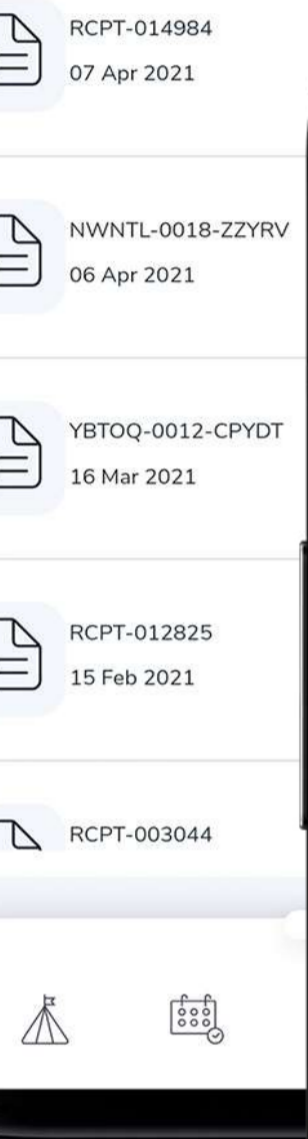 RCPT-014984
07 Apr 2021
NWNTL-0018-ZZYRV
06 Apr 2021
YBTOQ-0012-CPYDT
16 Mar 2021
RCPT-012825
15 Feb 2021
RCPT-003044